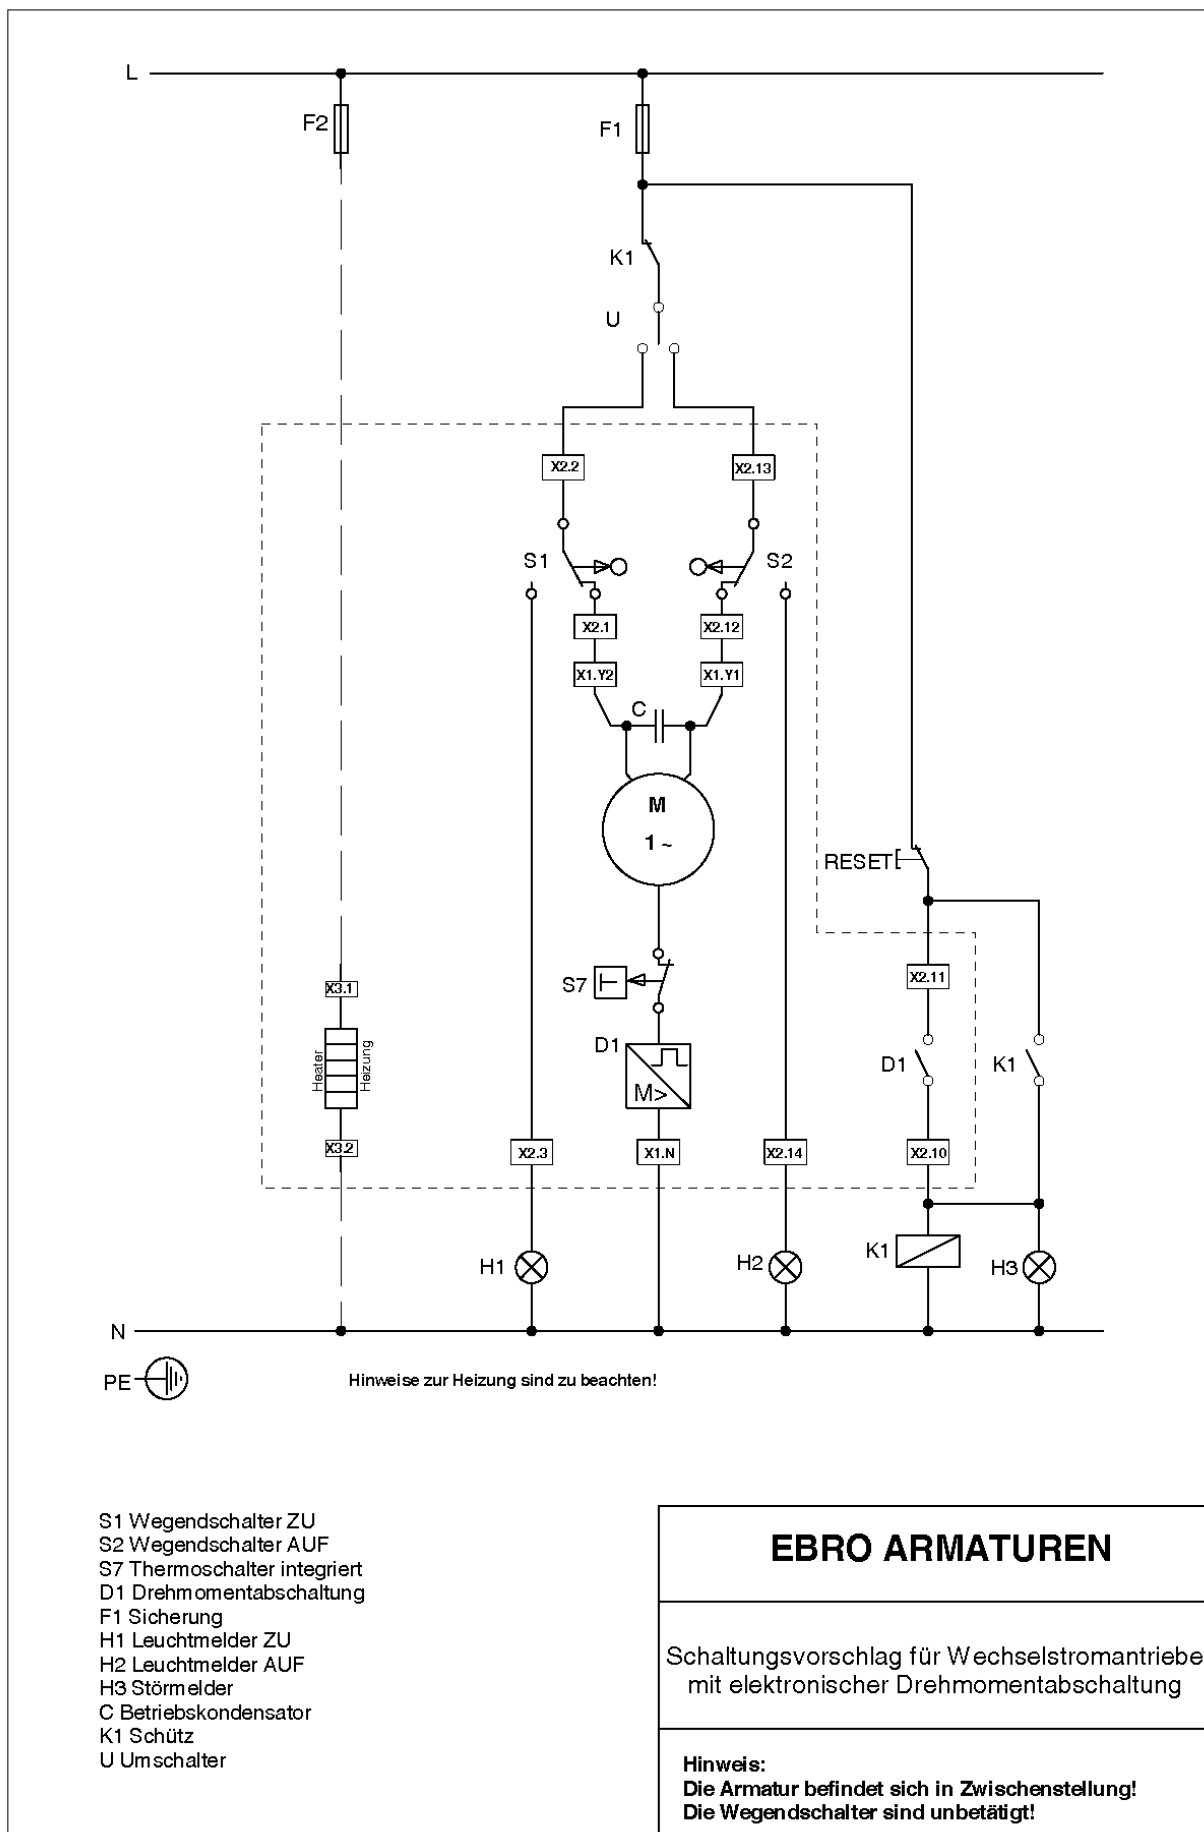 L
F2
F1
K1
U
X2.2
X2.13
S1
S2
X2.1
X2.12
X1.Y2
X1.Y1
C
M
1 ~
RESET
S7
X2.11
X3.1
D1
D1
K1
Heater
Heizung
M>
X3.2
X2.3
X1.N
X2.14
X2.10
K1
H1
H2
H3
N
PE
Hinweise zur Heizung sind zu beachten!
S1 Wegendschalter ZU
S2 Wegendschalter AUF
S7 Thermoschalter integriert
D1 Drehmomentabschaltung
F1 Sicherung
H1 Leuchtmelder ZU
H2 Leuchtmelder AUF
H3 Störmelder
C Betriebskondensator
K1 Schütz
U Umschalter
EBRO ARMATUREN
Schaltungsvorschlag für Wechselstromantriebe
mit elektronischer Drehmomentabschaltung
Hinweis:
Die Armatur befindet sich in Zwischenstellung!
Die Wegendschalter sind unbetätigt!